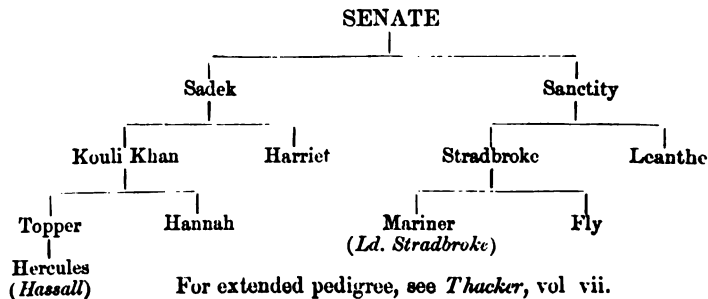 SENATE
Sadek Sanctity
Kouli Khan Harriet Stradbroke Leanthe
Topper Hannah Mariner Fly
(Ld. Stradbroke)
Hercules
(Hassall) For extended pedigree, see Thacker, vol vii.